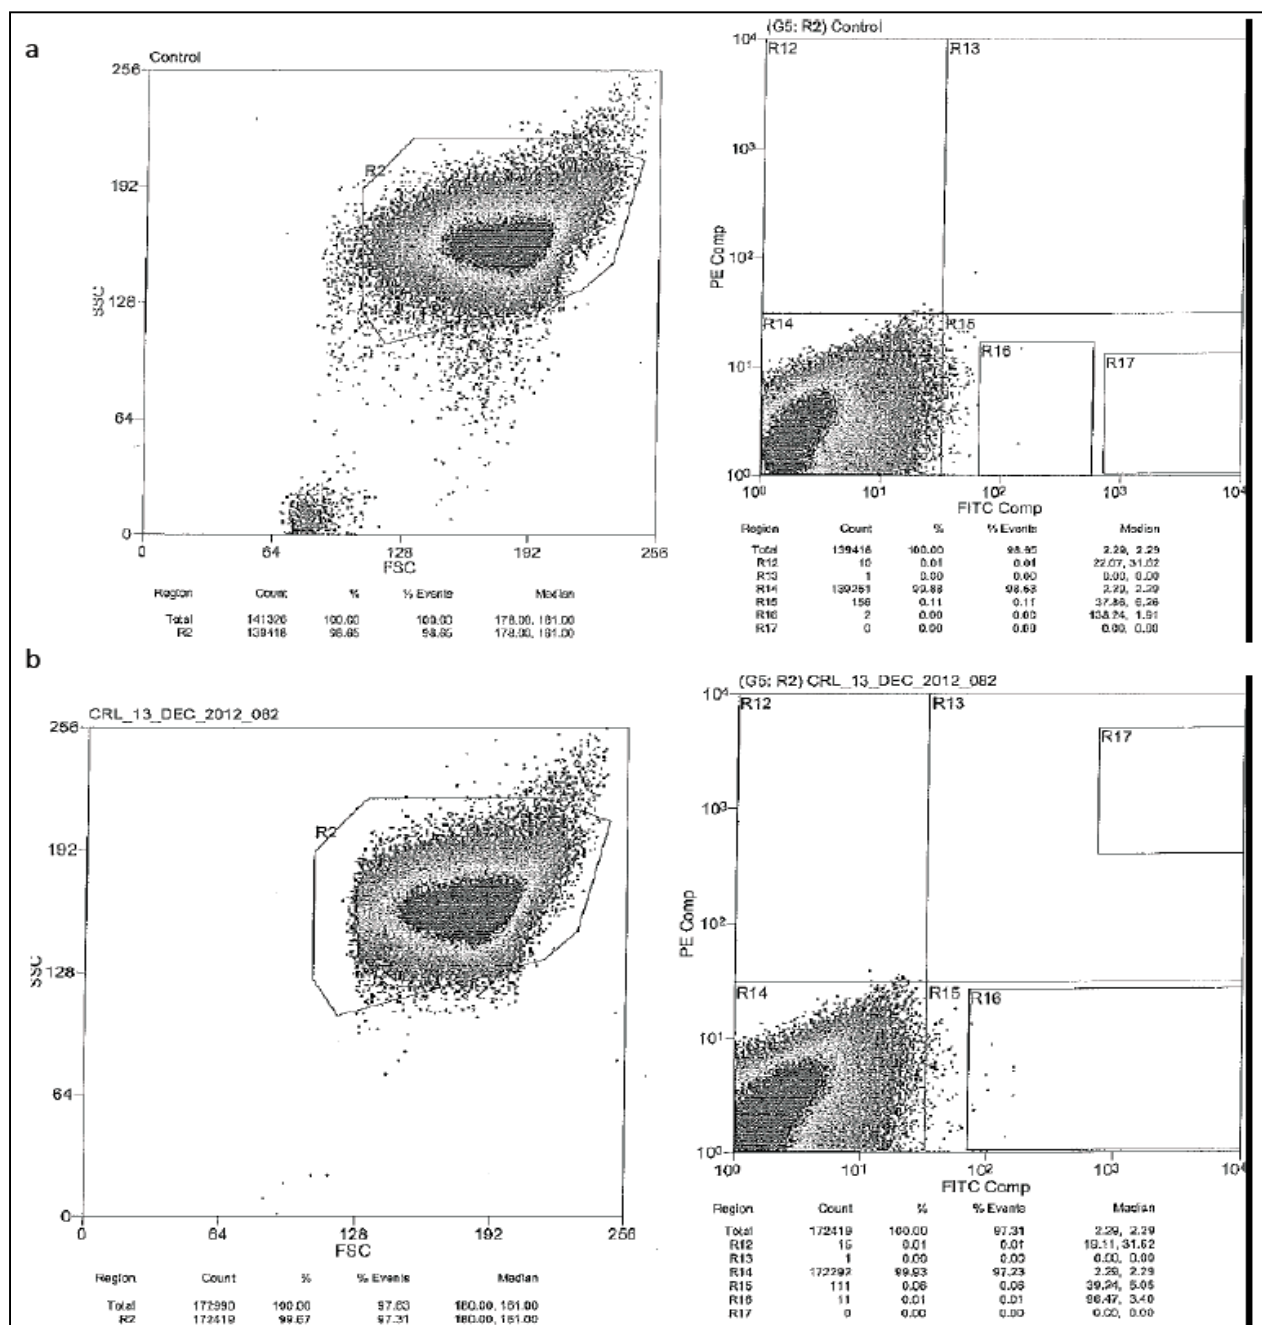 a
Control
256
192
128
64
0
SSC
R2
0 64 128 192 256
FSC
Region Count % % Events Median
Total 141326 100.00 100.00 178.00, 161.00
R2 139418 98.65 98.65 178.00, 161.00
(G5: R2) Control
10⁴
10³
10²
10¹
10⁰
PE Comp
R12 R13
R14 R15
R16 R17
10⁰ 10¹ 10² 10³ 10⁴
FITC Comp
Region Count % % Events Median
Total 139418 100.00 98.65 2.29, 2.29
R12 10 0.01 0.01 22.07, 31.62
R13 1 0.00 0.00 0.00, 0.00
R14 139251 99.88 98.53 2.29, 2.29
R15 156 0.11 0.11 37.86, 6.26
R16 2 0.00 0.00 138.24, 1.91
R17 0 0.00 0.00 0.00, 0.00
b
CRL_13_DEC_2012_082
256
192
128
64
0
SSC
R2
0 64 128 192 256
FSC
Region Count % % Events Median
Total 172990 100.00 97.63 180.00, 161.00
R2 172419 99.67 97.31 180.00, 161.00
(G5: R2) CRL_13_DEC_2012_082
10⁴
10³
10²
10¹
10⁰
PE Comp
R12 R13
R17
R14 R15 R16
10⁰ 10¹ 10² 10³ 10⁴
FITC Comp
Region Count % % Events Median
Total 172419 100.00 97.31 2.29, 2.29
R12 15 0.01 0.01 19.11, 31.62
R13 1 0.00 0.00 0.00, 0.00
R14 172292 99.93 97.23 2.29, 2.29
R15 111 0.06 0.06 39.24, 5.05
R16 11 0.01 0.01 96.47, 3.40
R17 0 0.00 0.00 0.00, 0.00